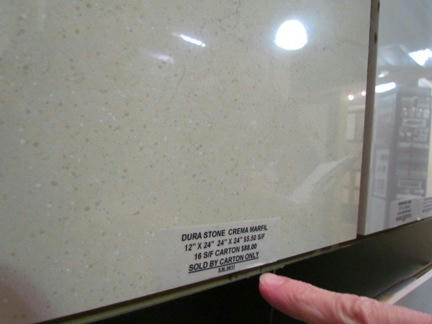 DURA STONE CREMA MARFIL
12" X 24" 24" X 24" $5.50 S/F
16 S/F CARTON $88.00
SOLD BY CARTON ONLY